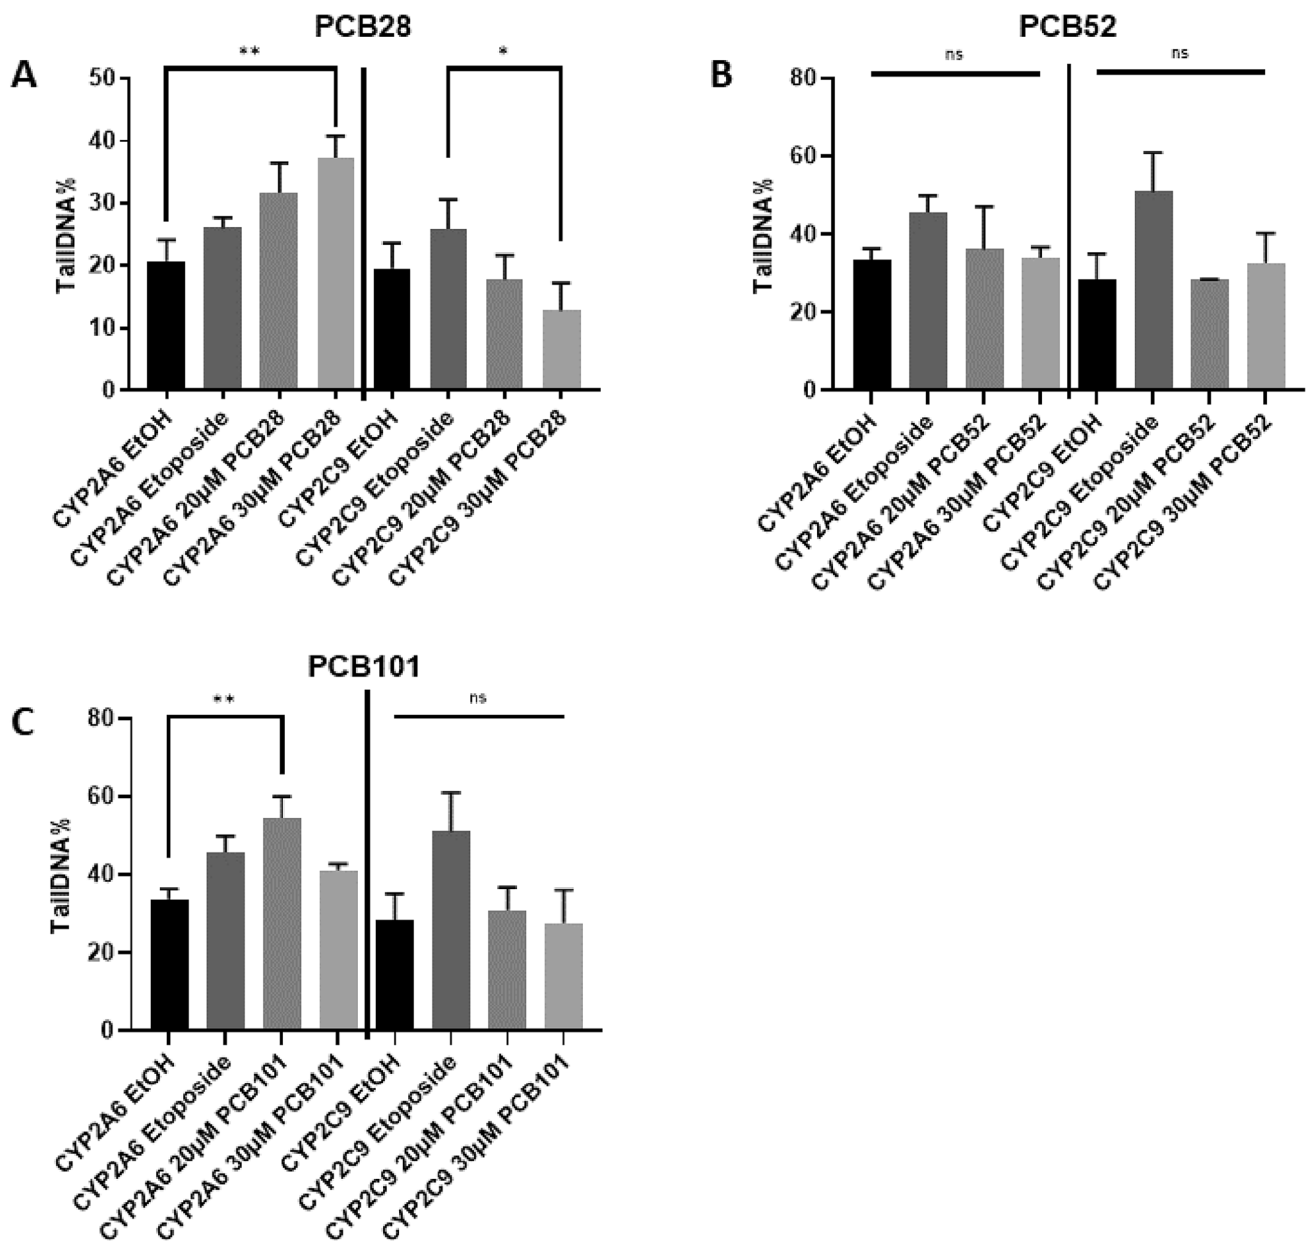 PCB28
A
**
*
TailDNA%
50
40
30
20
10
0
CYP2A6 EtOH
CYP2A6 Etoposide
CYP2A6 20µM PCB28
CYP2A6 30µM PCB28
CYP2C9 EtOH
CYP2C9 Etoposide
CYP2C9 20µM PCB28
CYP2C9 30µM PCB28
PCB52
B
ns
ns
TailDNA%
80
60
40
20
0
CYP2A6 EtOH
CYP2A6 Etoposide
CYP2A6 20µM PCB52
CYP2A6 30µM PCB52
CYP2C9 EtOH
CYP2C9 Etoposide
CYP2C9 20µM PCB52
CYP2C9 30µM PCB52
PCB101
C
**
ns
TailDNA%
80
60
40
20
0
CYP2A6 EtOH
CYP2A6 Etoposide
CYP2A6 20µM PCB101
CYP2A6 30µM PCB101
CYP2C9 EtOH
CYP2C9 Etoposide
CYP2C9 20µM PCB101
CYP2C9 30µM PCB101